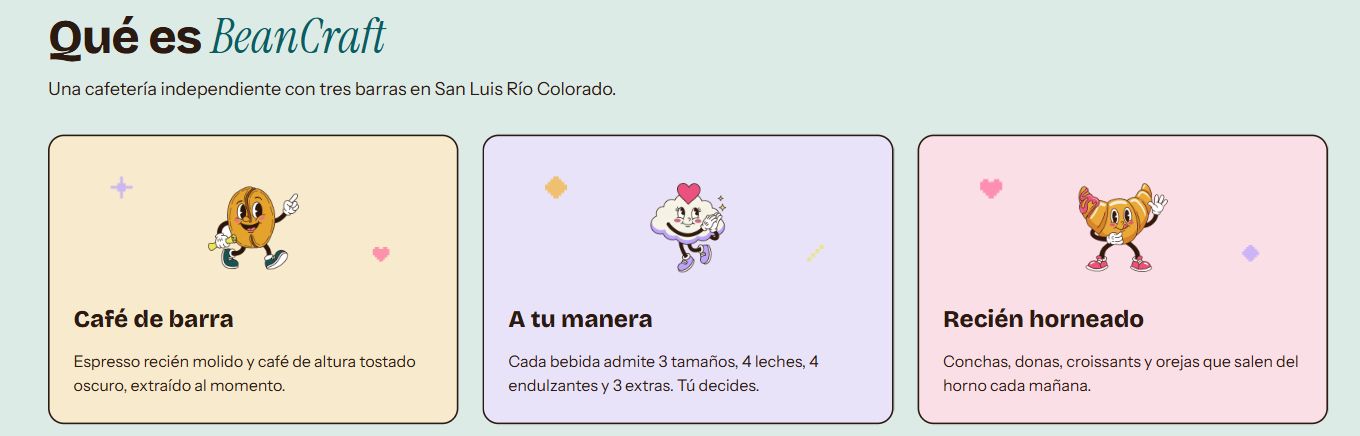 Qué es BeanCraft
Una cafetería independiente con tres barras en San Luis Río Colorado.
Café de barra
Espresso recién molido y café de altura tostado
oscuro, extraído al momento.
A tu manera
Cada bebida admite 3 tamaños, 4 leches, 4
endulzantes y 3 extras. Tú decides.
Recién horneado
Conchas, donas, croissants y orejas que salen del
horno cada mañana.